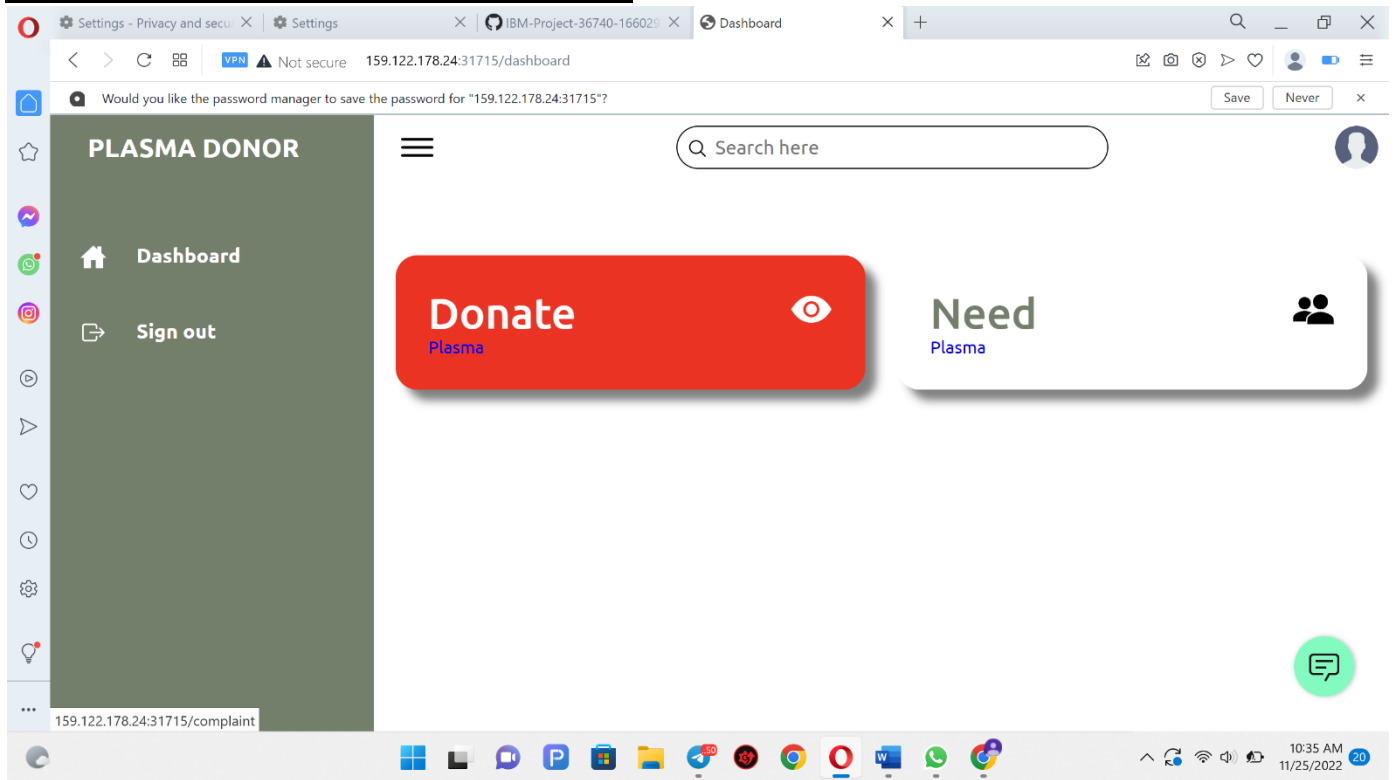 Settings - Privacy and secu
Settings
IBM-Project-36740-166029
Dashboard
VPN
Not secure
159.122.178.24:31715/dashboard
Would you like the password manager to save the password for "159.122.178.24:31715"?
Save
Never
PLASMA DONOR
Search here
Dashboard
Sign out
Donate
Plasma
Need
Plasma
159.122.178.24:31715/complaint
50
10:35 AM
11/25/2022
20